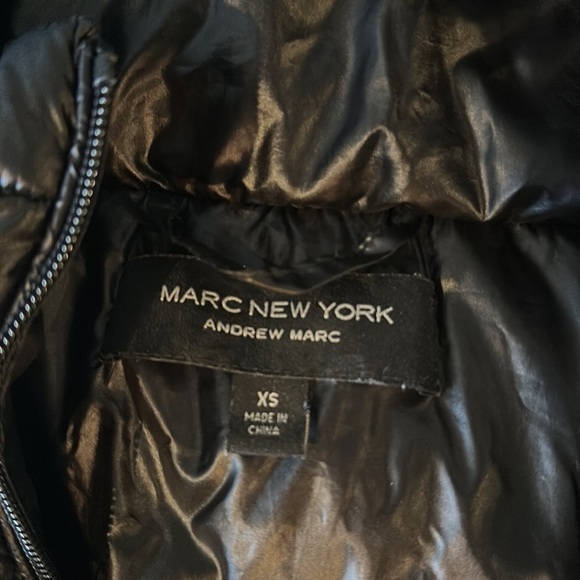 MARC NEW YORK
ANDREW MARC
XS
MADE IN
CHINA